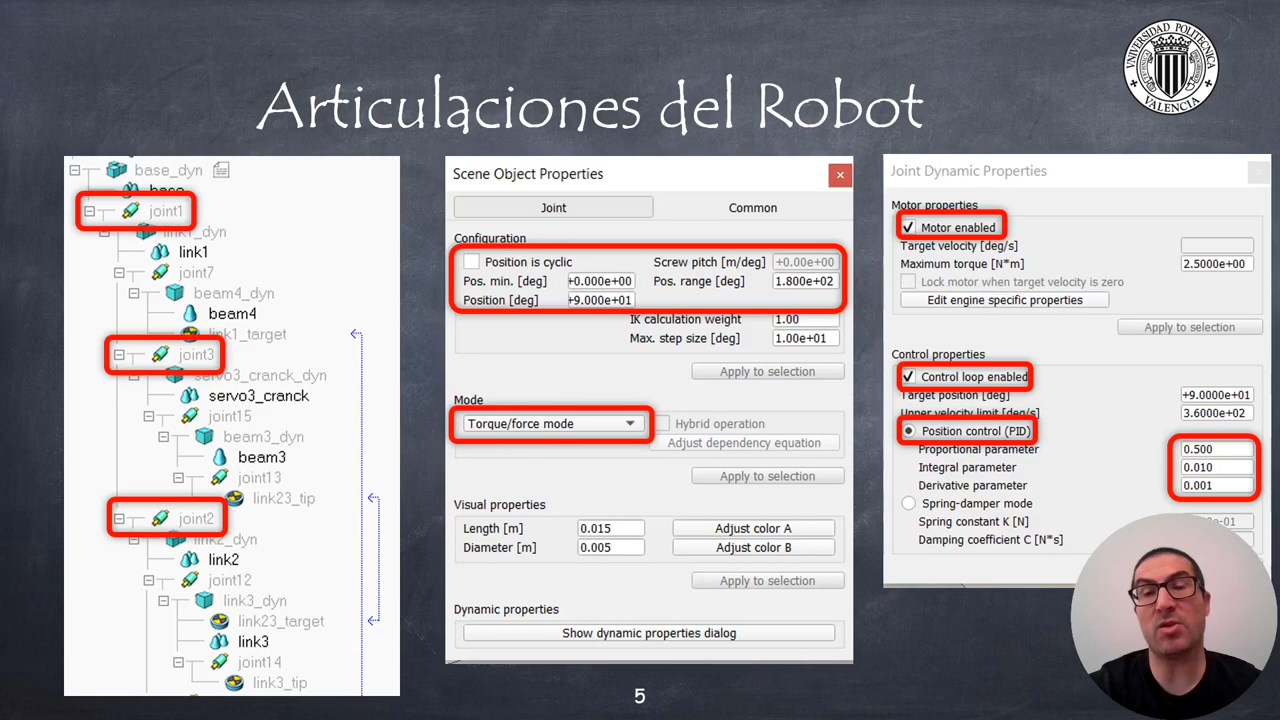 UNIVERSIDAD POLITECNICA
VALENCIA
Articulaciones del Robot
base_dyn
base
joint1
link1_dyn
link1
joint7
beam4_dyn
beam4
link1_target
joint3
servo3_cranck_dyn
servo3_cranck
joint15
beam3_dyn
beam3
joint13
link23_tip
joint2
link2_dyn
link2
joint12
link3_dyn
link23_target
link3
joint14
link3_tip
Scene Object Properties
Joint Common
Configuration
Position is cyclic Screw pitch [m/deg] +0.00e+00
Pos. min. [deg] +0.000e+00 Pos. range [deg] 1.800e+02
Position [deg] +9.000e+01
IK calculation weight 1.00
Max. step size [deg] 1.00e+01
Apply to selection
Mode
Torque/force mode Hybrid operation
Adjust dependency equation
Apply to selection
Visual properties
Length [m] 0.015 Adjust color A
Diameter [m] 0.005 Adjust color B
Apply to selection
Dynamic properties
Show dynamic properties dialog
Joint Dynamic Properties
Motor properties
Motor enabled
Target velocity [deg/s]
Maximum torque [N*m] 2.5000e+00
Lock motor when target velocity is zero
Edit engine specific properties
Apply to selection
Control properties
Control loop enabled
Target position [deg] +9.0000e+01
Upper velocity limit [deg/s] 3.6000e+02
Position control (PID)
Proportional parameter 0.500
Integral parameter 0.010
Derivative parameter 0.001
Spring-damper mode
Spring constant K [N]
Damping coefficient C [N*s]
5